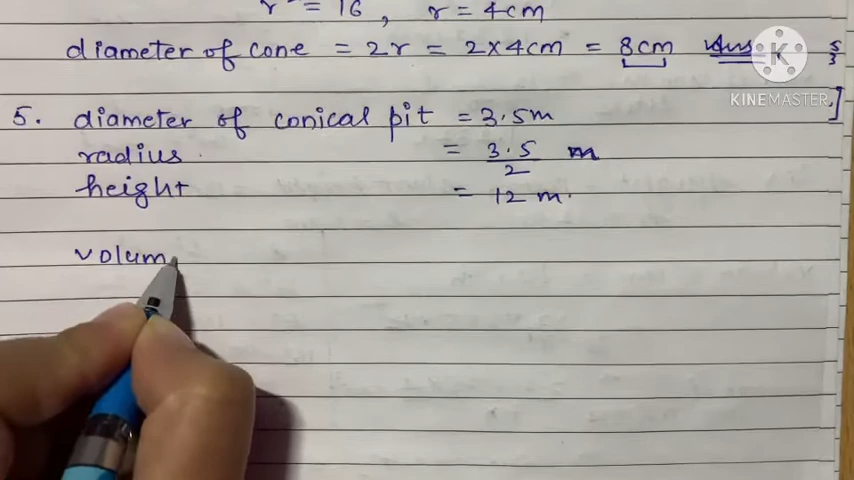 r² = 16 , r = 4cm
diameter of cone = 2r = 2×4cm = 8cm Ans
5. diameter of conical pit = 3.5m
radius = 3.5/2 m
height = 12 m.
volum
K
KINEMASTER